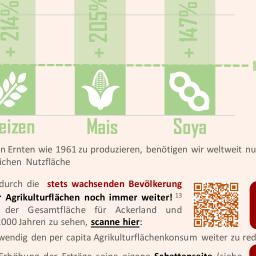 + 214%
+ 205%
+ 147%
eizen Mais Soya
n Ernten wie 1961 zu produzieren, benötigen wir weltweit nu
lichen Nutzfläche
durch die stets wachsenden Bevölkerung
r Agrikulturflächen noch immer weiter! 13
der Gesamtfläche für Ackerland und
000 Jahren zu sehen, scanne hier:
wendig den per capita Agrikulturflächenkonsum weiter zu red